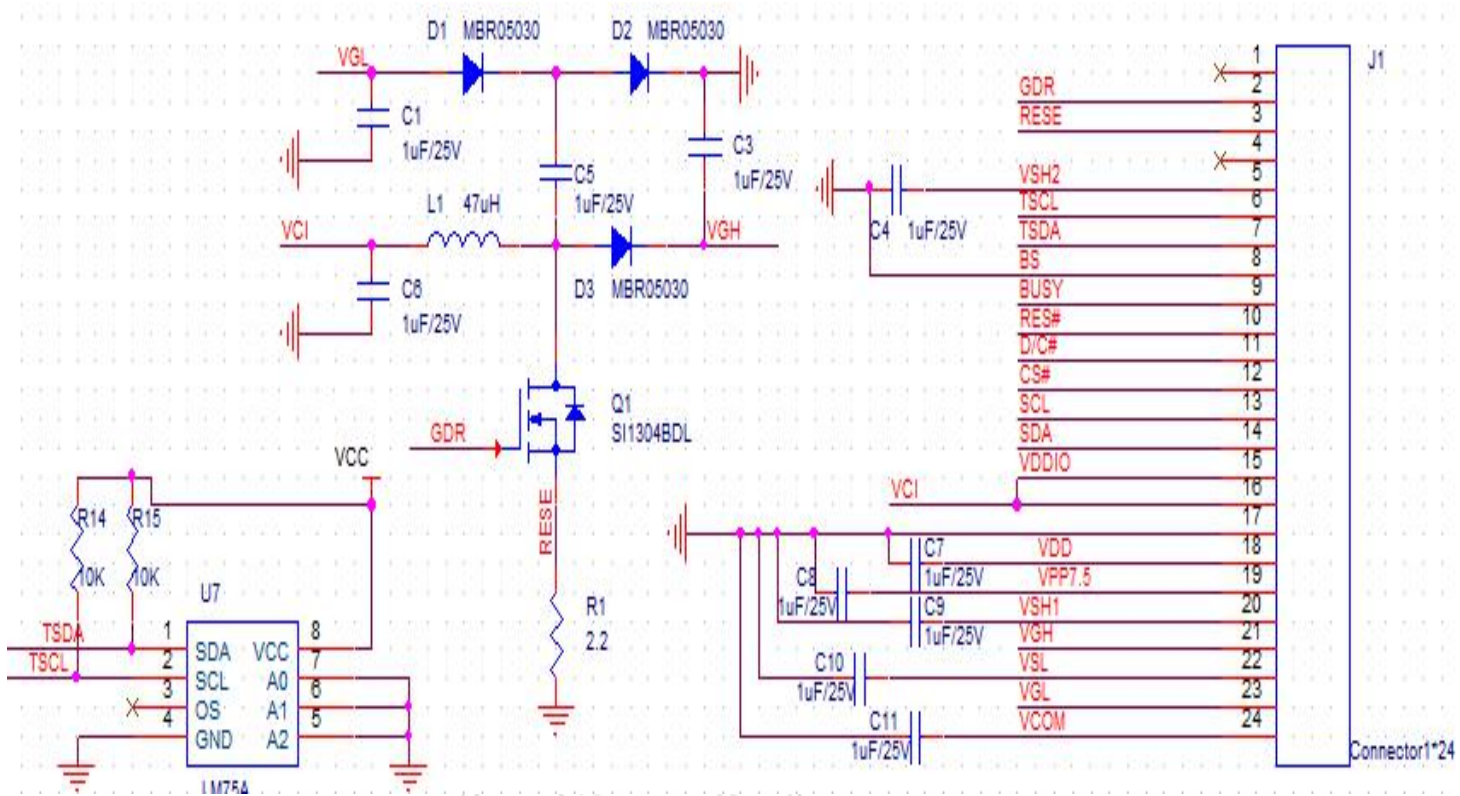 D1 MBR05030
D2 MBR05030
VGL
C1
1uF/25V
C3
1uF/25V
C5
1uF/25V
L1 47uH
VCI
VGH
C6
1uF/25V
D3 MBR05030
Q1
SI1304BDL
GDR
VCC
RESE
R1
2.2
R14
10K
R15
10K
U7
TSDA
TSCL
1 SDA VCC 8
2 SCL A0 7
3 OS A1 6
4 GND A2 5
LM75A
J1
1
GDR 2
RESE 3
4
VSH2 5
TSCL 6
C4 1uF/25V
TSDA 7
BS 8
BUSY 9
RES# 10
D/C# 11
CS# 12
SCL 13
SDA 14
VDDIO 15
VCI 16
17
C7 VDD 18
1uF/25V VPP7.5 19
C8
1uF/25V
C9 VSH1 20
1uF/25V VGH 21
C10 VSL 22
1uF/25V VGL 23
C11 VCOM 24
1uF/25V
Connector1*24